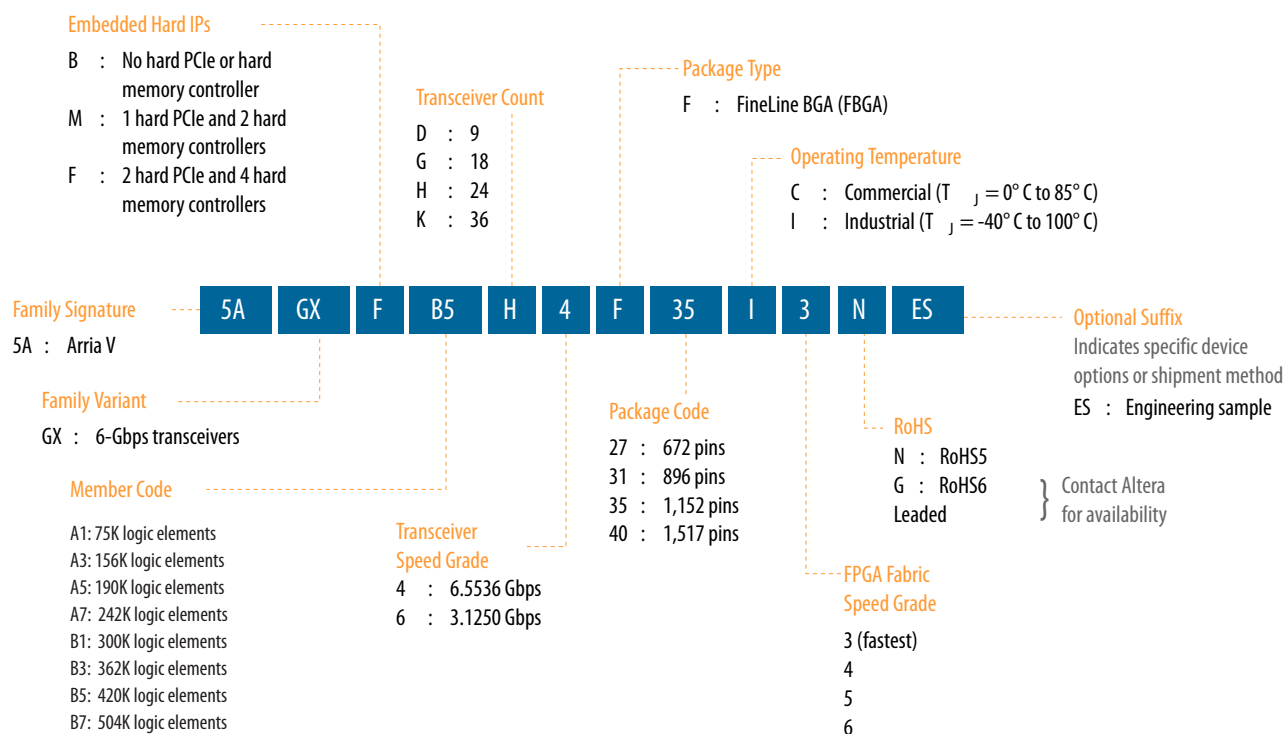 Embedded Hard IPs
B : No hard PCIe or hard
memory controller
M : 1 hard PCIe and 2 hard
memory controllers
F : 2 hard PCIe and 4 hard
memory controllers
Transceiver Count
D : 9
G : 18
H : 24
K : 36
Package Type
F : FineLine BGA (FBGA)
Operating Temperature
C : Commercial (T J = 0° C to 85° C)
I : Industrial (T J = -40° C to 100° C)
Family Signature
5A : Arria V
5A GX F B5 H 4 F 35 I 3 N ES
Optional Suffix
Indicates specific device
options or shipment method
ES : Engineering sample
Family Variant
GX : 6-Gbps transceivers
Member Code
A1: 75K logic elements
A3: 156K logic elements
A5: 190K logic elements
A7: 242K logic elements
B1: 300K logic elements
B3: 362K logic elements
B5: 420K logic elements
B7: 504K logic elements
Transceiver
Speed Grade
4 : 6.5536 Gbps
6 : 3.1250 Gbps
Package Code
27 : 672 pins
31 : 896 pins
35 : 1,152 pins
40 : 1,517 pins
RoHS
N : RoHS5
G : RoHS6
Leaded
} Contact Altera
for availability
FPGA Fabric
Speed Grade
3 (fastest)
4
5
6